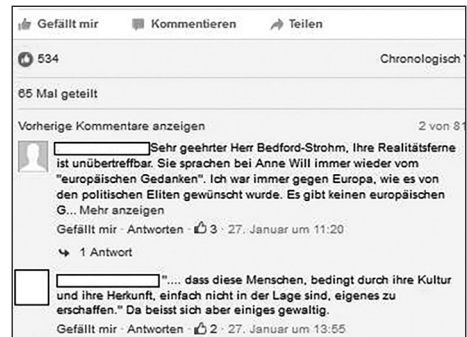 Gefällt mir Kommentieren Teilen
534 Chronologisch
65 Mal geteilt
Vorherige Kommentare anzeigen 2 von 81
Sehr geehrter Herr Bedford-Strohm, Ihre Realitätsferne
ist unübertreffbar. Sie sprachen bei Anne Will immer wieder vom
"europäischen Gedanken". Ich war immer gegen Europa, wie es von
den politischen Eliten gewünscht wurde. Es gibt keinen europäischen
G... Mehr anzeigen
Gefällt mir · Antworten · 3 · 27. Januar um 11:20
1 Antwort
".... dass diese Menschen, bedingt durch ihre Kultur
und ihre Herkunft, einfach nicht in der Lage sind, eigenes zu
erschaffen." Da beisst sich aber einiges gewaltig.
Gefällt mir · Antworten · 2 · 27. Januar um 13:55